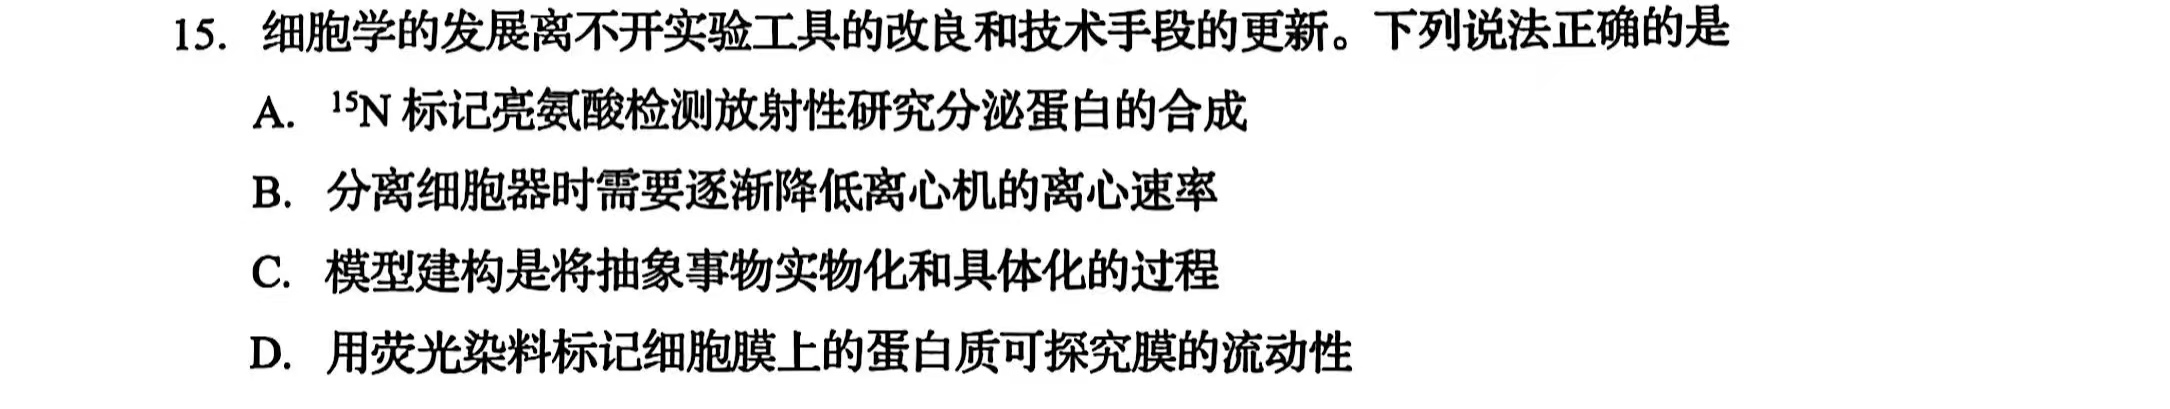 15. 细胞学的发展离不开实验工具的改良和技术手段的更新。下列说法正确的是
A. ¹⁵N 标记亮氨酸检测放射性研究分泌蛋白的合成
B. 分离细胞器时需要逐渐降低离心机的离心速率
C. 模型建构是将抽象事物实物化和具体化的过程
D. 用荧光染料标记细胞膜上的蛋白质可探究膜的流动性